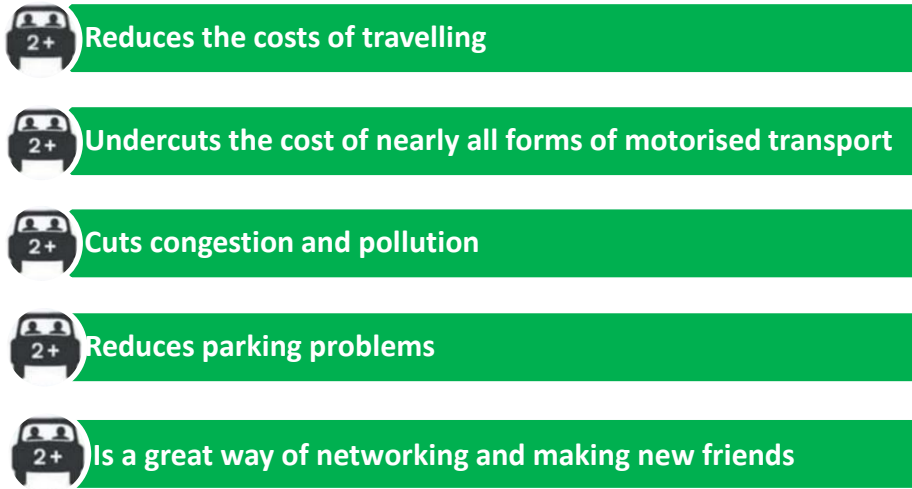 2+ Reduces the costs of travelling
2+ Undercuts the cost of nearly all forms of motorised transport
2+ Cuts congestion and pollution
2+ Reduces parking problems
2+ Is a great way of networking and making new friends